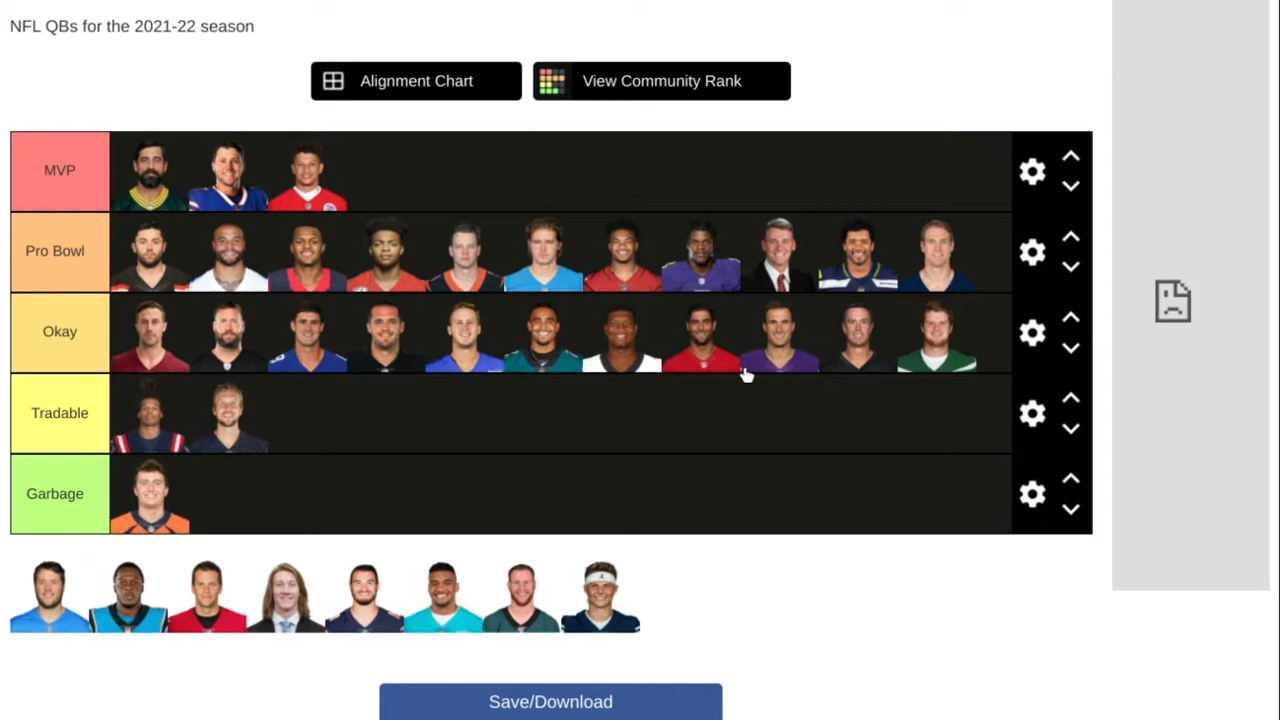 NFL QBs for the 2021-22 season
Alignment Chart
View Community Rank
MVP
Pro Bowl
Okay
Tradable
Garbage
Save/Download